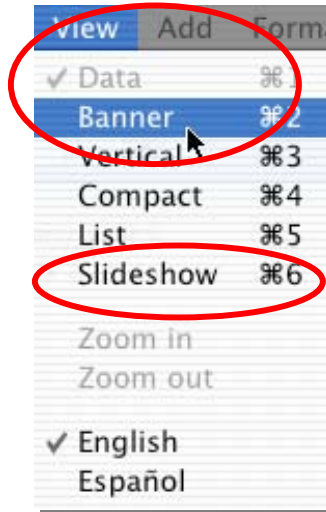 View Add Forma
✓ Data ⌘1
Banner ⌘2
Vertical ⌘3
Compact ⌘4
List ⌘5
Slideshow ⌘6
Zoom in
Zoom out
✓ English
Español